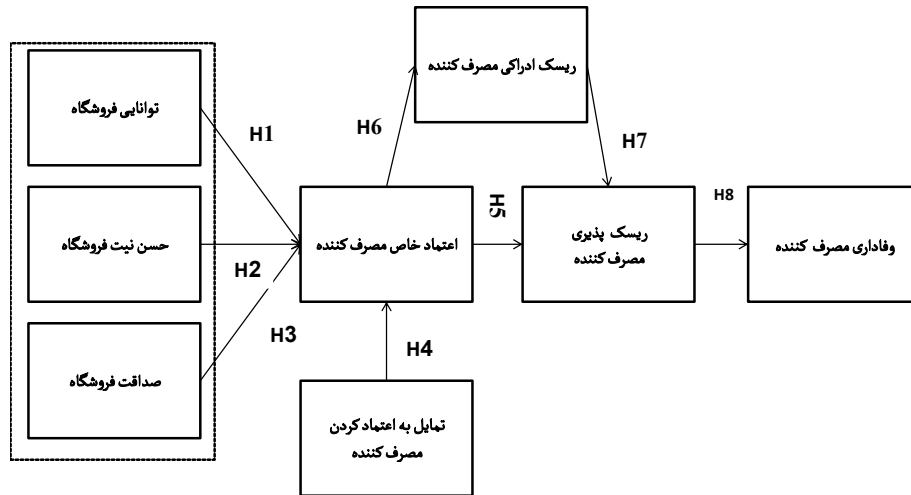 ریسک ادراکی مصرف کننده
توانایی فروشگاه
H1
H6
H7
حسن نیت فروشگاه
اعتماد خاص مصرف کننده
H5
ریسک پذیری
مصرف کننده
H8
وفاداری مصرف کننده
H2
H3
صداقت فروشگاه
H4
تمایل به اعتماد کردن
مصرف کننده